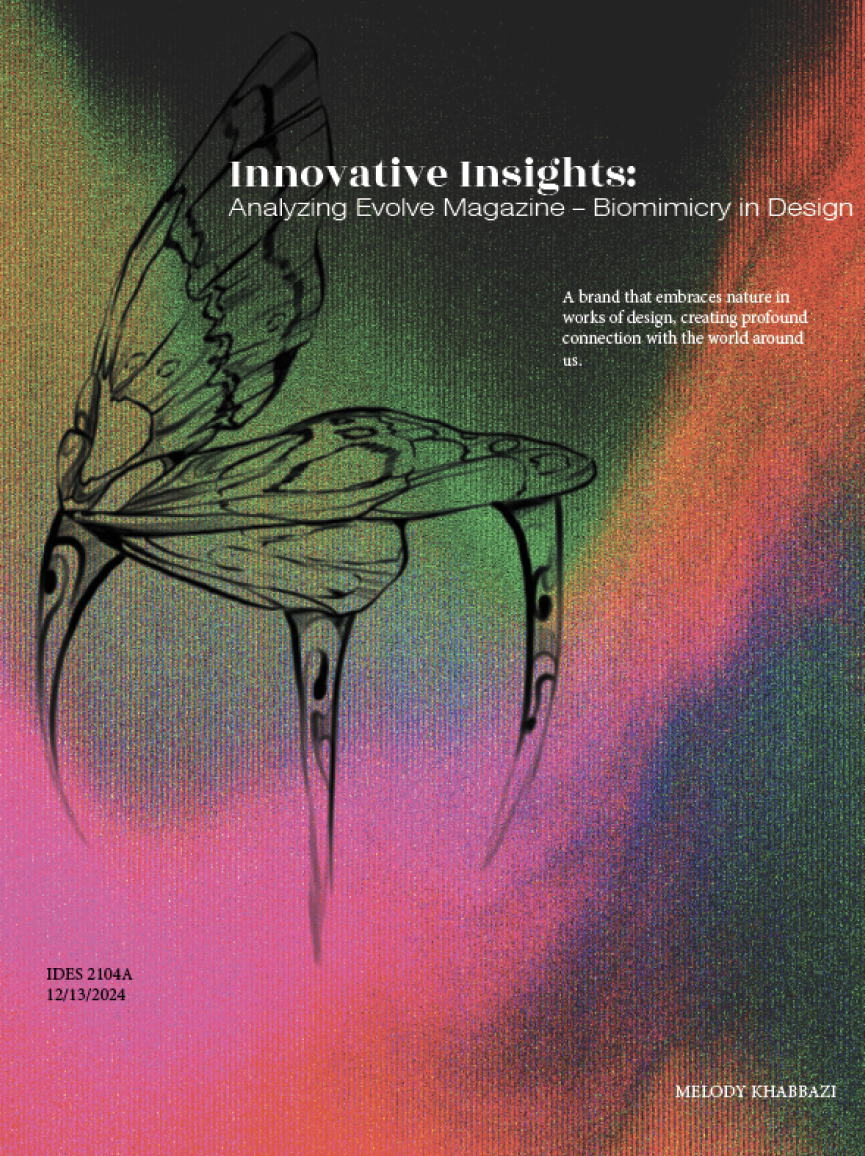 Innovative Insights:
Analyzing Evolve Magazine – Biomimicry in Design
A brand that embraces nature in
works of design, creating profound
connection with the world around
us.
IDES 2104A
12/13/2024
MELODY KHABBAZI